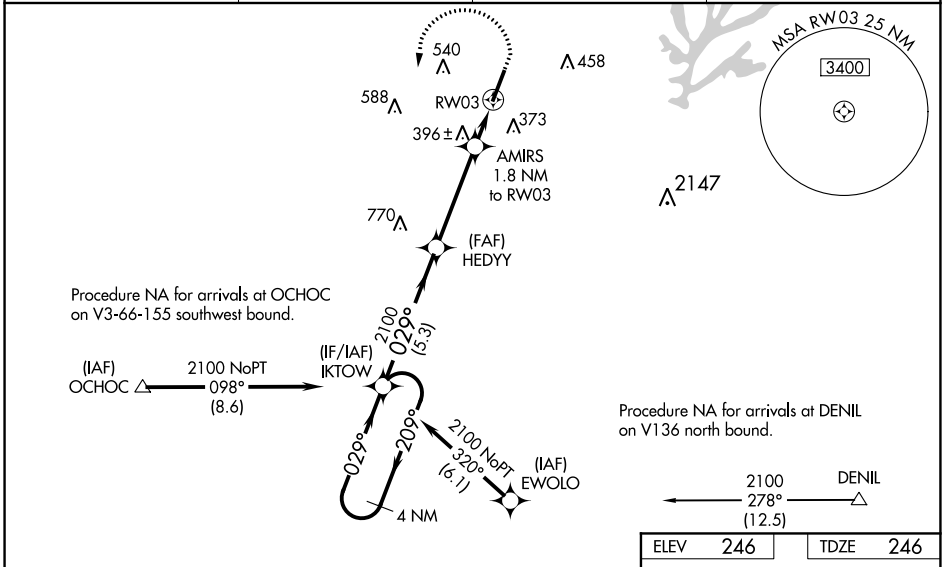 540
458
MSA RW03 25 NM
3400
588
RW03
396±
373
AMIRS
1.8 NM
to RW03
2147
770
(FAF)
HEDYY
Procedure NA for arrivals at OCHOC
on V3-66-155 southwest bound.
2100
029°
(5.3)
(IF/IAF)
IKTOW
(IAF)
OCHOC
2100 NoPT
098°
(8.6)
029°
209°
4 NM
2100 NoPT
320°
(6.1)
(IAF)
EWOLO
Procedure NA for arrivals at DENIL
on V136 north bound.
2100
278°
(12.5)
DENIL
ELEV 246
TDZE 246